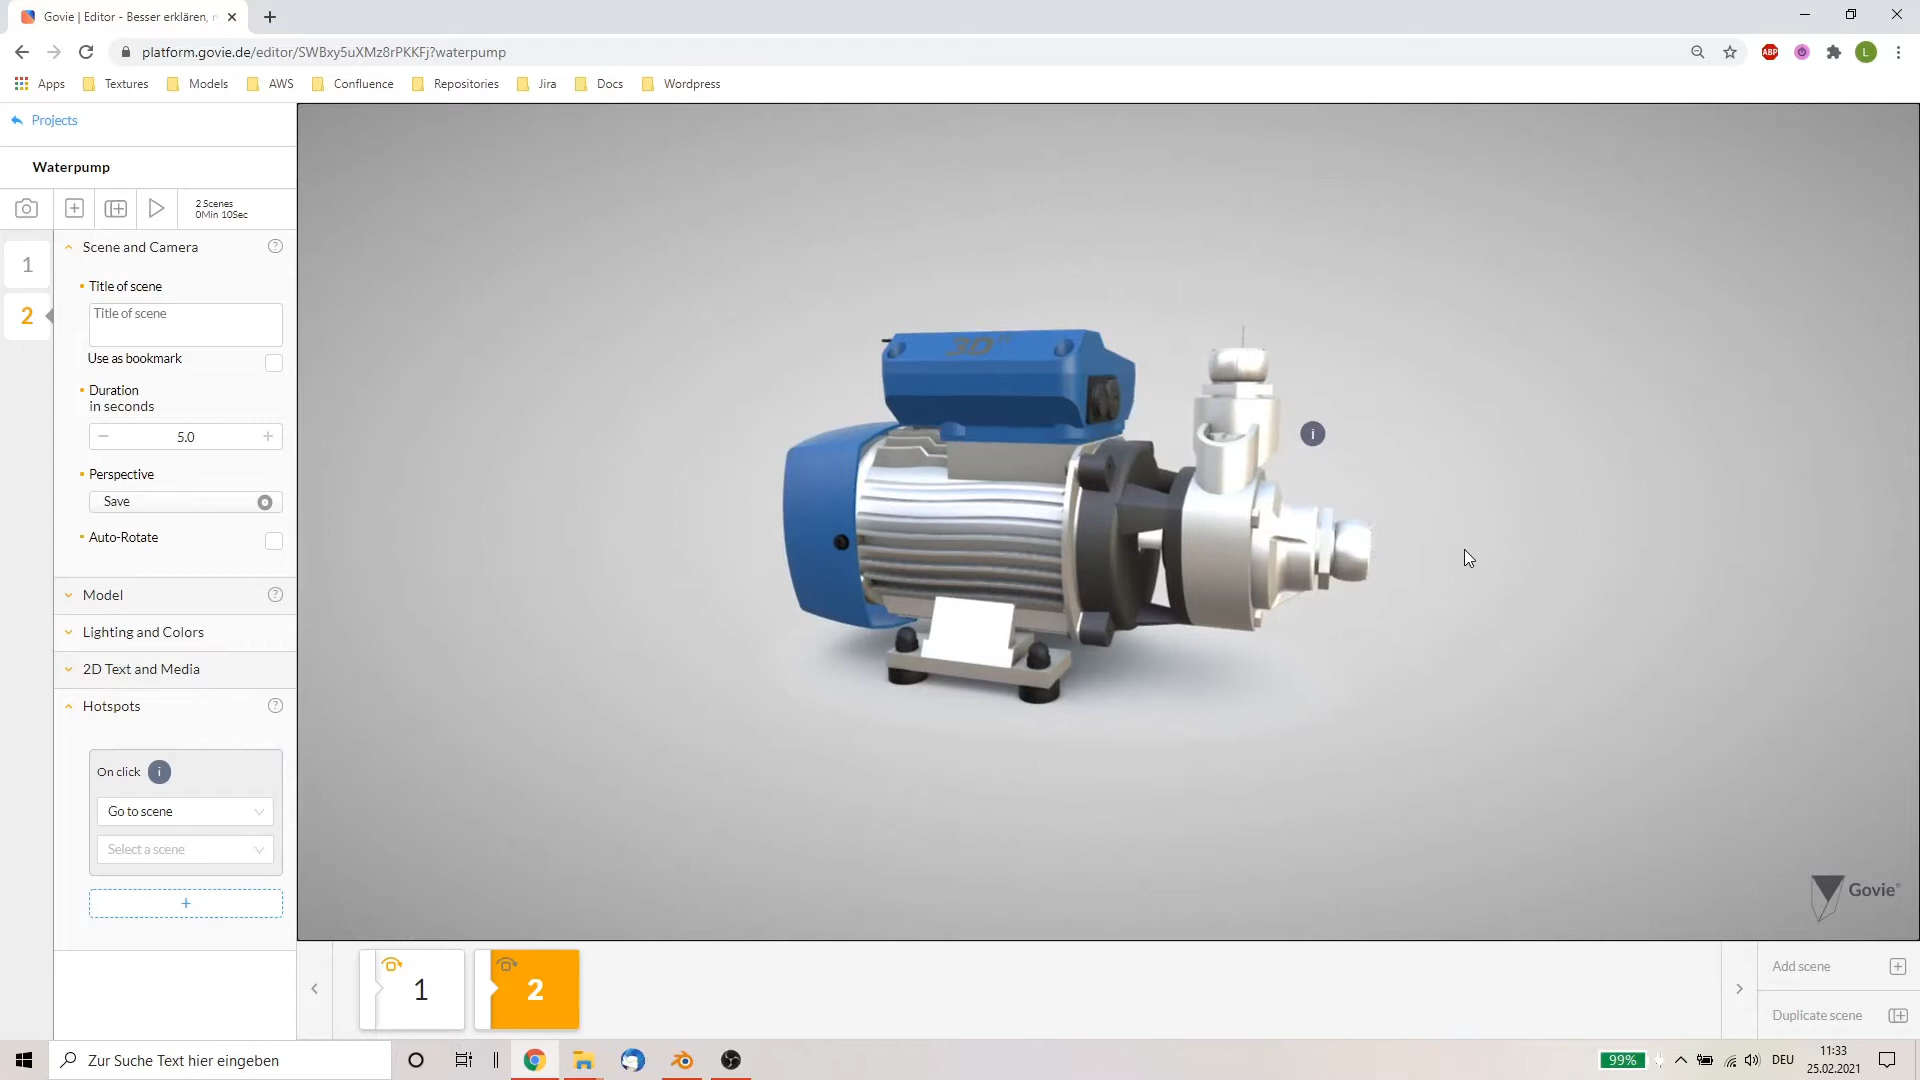 Govie | Editor - Besser erklären, n
platform.govie.de/editor/SWBxy5uXMz8rPKKFj?waterpump
ABP
L
Apps
Textures
Models
AWS
Confluence
Repositories
Jira
Docs
Wordpress
Projects
Waterpump
2 Scenes
0Min 10Sec
1
2
Scene and Camera
?
Title of scene
Title of scene
Use as bookmark
Duration
in seconds
5.0
Perspective
Save
Auto-Rotate
Model
?
Lighting and Colors
2D Text and Media
Hotspots
?
On click i
Go to scene
Select a scene
+
3D
i
Govie®
1
2
Add scene
Duplicate scene
Zur Suche Text hier eingeben
99%
DEU
11:33
25.02.2021